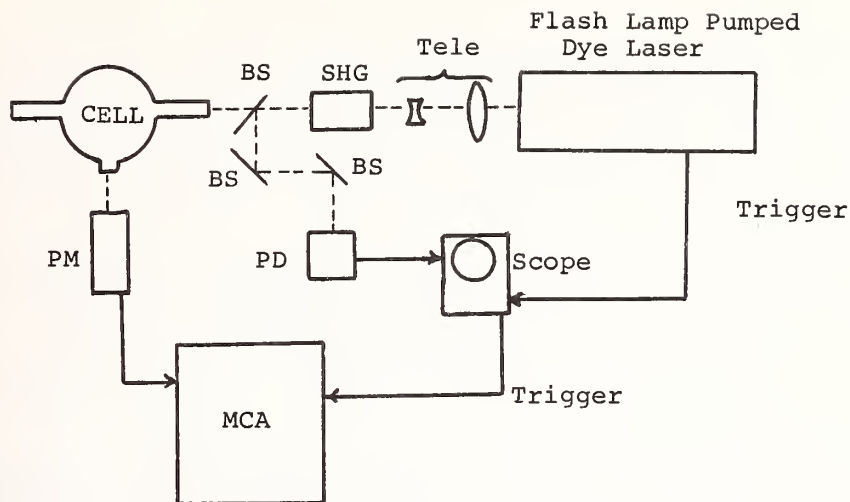 Flash Lamp Pumped
Dye Laser
Tele
BS
SHG
CELL
BS
BS
Trigger
PM
PD
Scope
Trigger
MCA